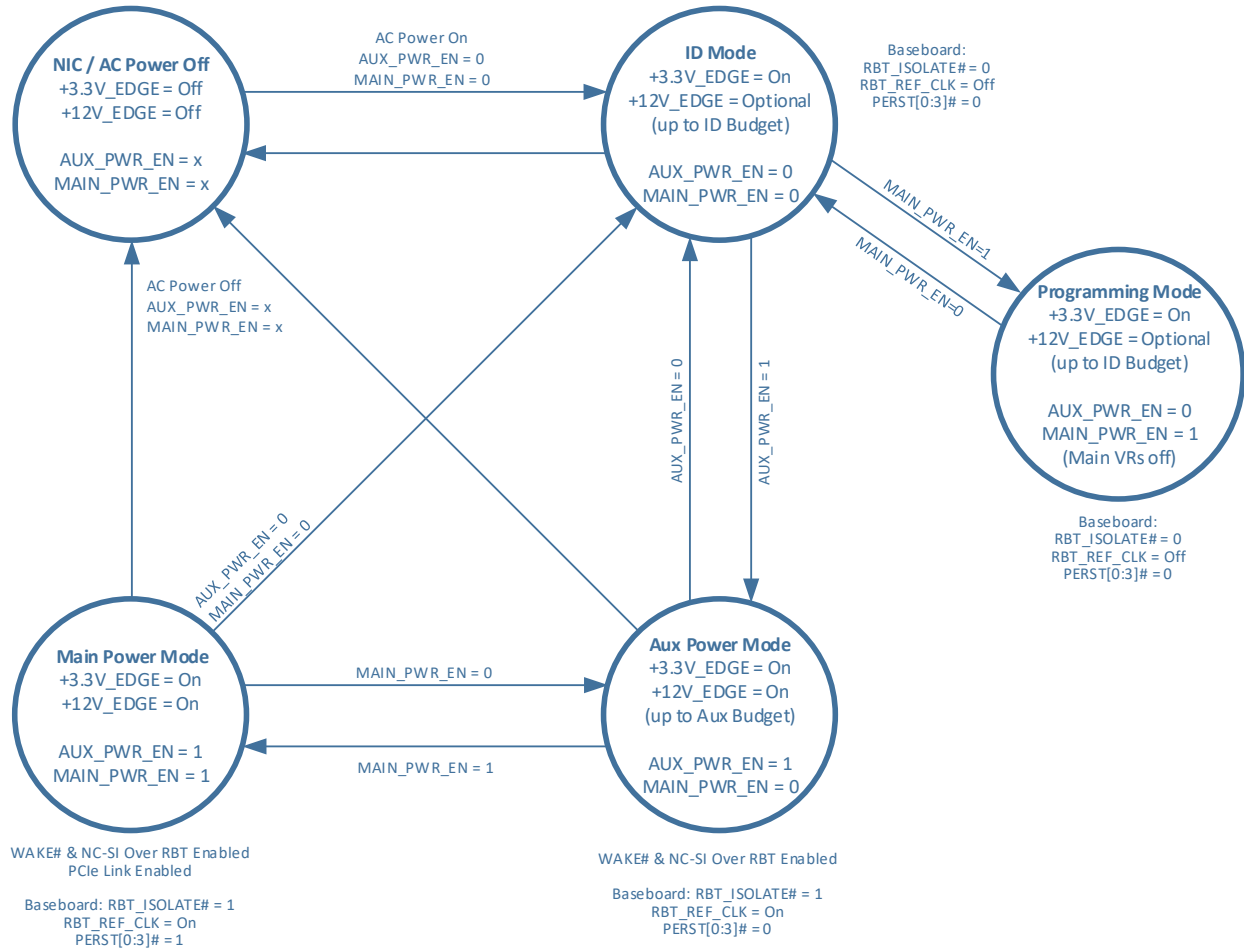 NIC / AC Power Off
+3.3V_EDGE = Off
+12V_EDGE = Off
AUX_PWR_EN = x
MAIN_PWR_EN = x
AC Power On
AUX_PWR_EN = 0
MAIN_PWR_EN = 0
ID Mode
+3.3V_EDGE = On
+12V_EDGE = Optional
(up to ID Budget)
AUX_PWR_EN = 0
MAIN_PWR_EN = 0
Baseboard:
RBT_ISOLATE# = 0
RBT_REF_CLK = Off
PERST[0:3]# = 0
MAIN_PWR_EN=1
MAIN_PWR_EN=0
Programming Mode
+3.3V_EDGE = On
+12V_EDGE = Optional
(up to ID Budget)
AUX_PWR_EN = 0
MAIN_PWR_EN = 1
(Main VRs off)
Baseboard:
RBT_ISOLATE# = 0
RBT_REF_CLK = Off
PERST[0:3]# = 0
AC Power Off
AUX_PWR_EN = x
MAIN_PWR_EN = x
AUX_PWR_EN = 0
AUX_PWR_EN = 1
AUX_PWR_EN = 0
MAIN_PWR_EN = 0
Main Power Mode
+3.3V_EDGE = On
+12V_EDGE = On
AUX_PWR_EN = 1
MAIN_PWR_EN = 1
MAIN_PWR_EN = 0
MAIN_PWR_EN = 1
Aux Power Mode
+3.3V_EDGE = On
+12V_EDGE = On
(up to Aux Budget)
AUX_PWR_EN = 1
MAIN_PWR_EN = 0
WAKE# & NC-SI Over RBT Enabled
PCIe Link Enabled
Baseboard: RBT_ISOLATE# = 1
RBT_REF_CLK = On
PERST[0:3]# = 1
WAKE# & NC-SI Over RBT Enabled
Baseboard: RBT_ISOLATE# = 1
RBT_REF_CLK = On
PERST[0:3]# = 0